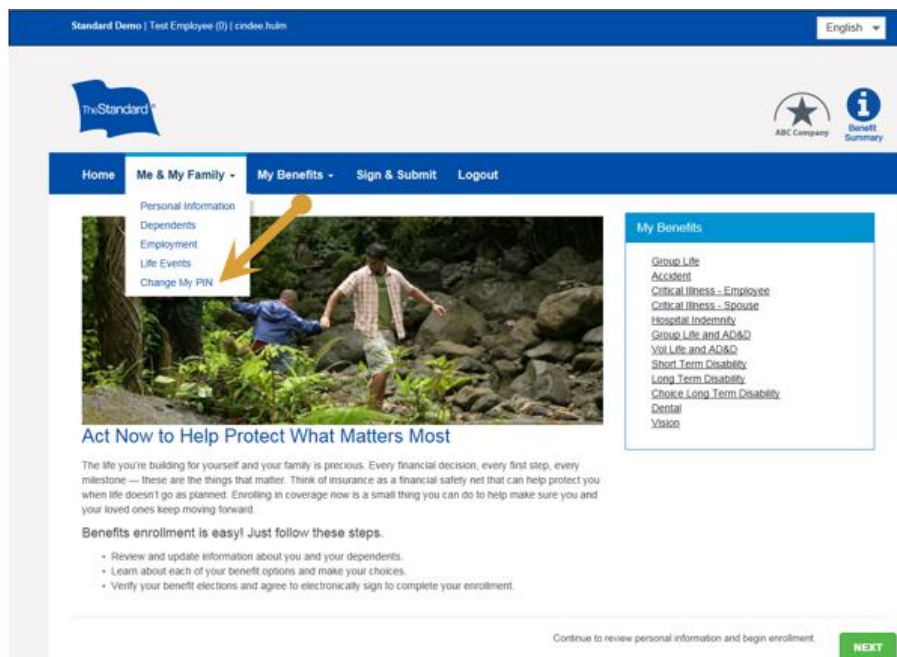 Standard Demo | Test Employee (0) | cindee.hulm
English
TheStandard®
ABC Company
Benefit
Summary
Home Me & My Family My Benefits Sign & Submit Logout
Personal Information
Dependents
Employment
Life Events
Change My PIN
My Benefits
Group Life
Accident
Critical Illness - Employee
Critical Illness - Spouse
Hospital Indemnity
Group Life and AD&D
Vol Life and AD&D
Short Term Disability
Long Term Disability
Choice Long Term Disability
Dental
Vision
Act Now to Help Protect What Matters Most
The life you're building for yourself and your family is precious. Every financial decision, every first step, every
milestone — these are the things that matter. Think of insurance as a financial safety net that can help protect you
when life doesn't go as planned. Enrolling in coverage now is a small thing you can do to help make sure you and
your loved ones keep moving forward.
Benefits enrollment is easy! Just follow these steps.
• Review and update information about you and your dependents.
• Learn about each of your benefit options and make your choices.
• Verify your benefit elections and agree to electronically sign to complete your enrollment.
Continue to review personal information and begin enrollment.
NEXT